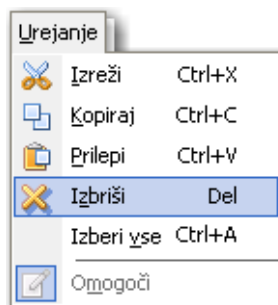 Urejanje
Izreži Ctrl+X
Kopiraj Ctrl+C
Prilepi Ctrl+V
Izbriši Del
Izberi vse Ctrl+A
Omogoči